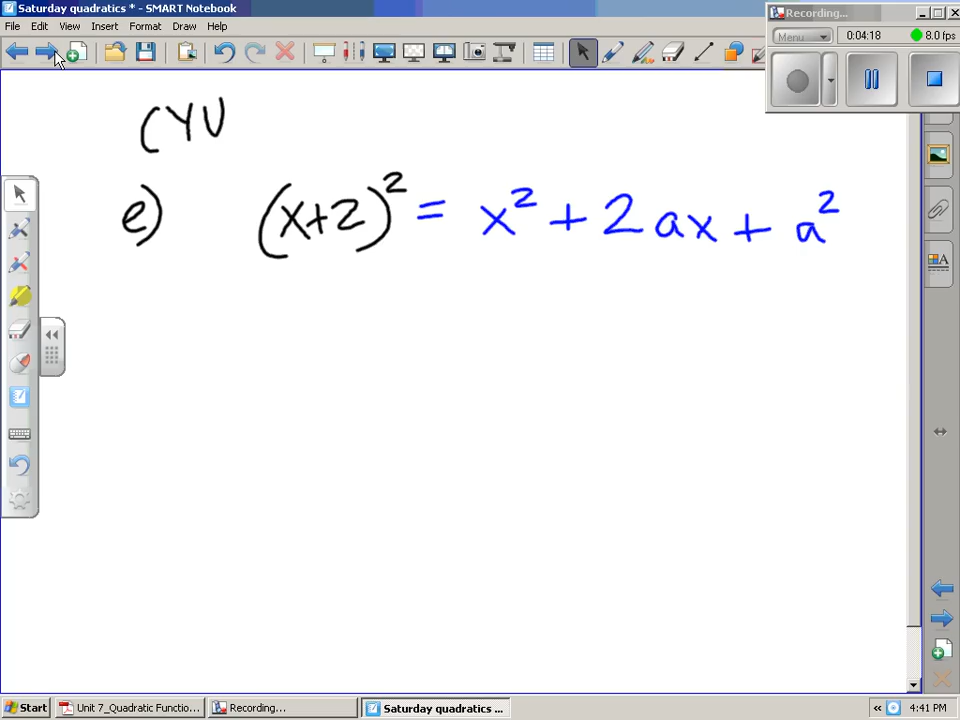 Saturday quadratics * - SMART Notebook
File Edit View Insert Format Draw Help
Recording...
Menu 0:04:18 8.0 fps
CYU
e) (x+2)² = x² + 2ax + a²
Start Unit 7_Quadratic Functio... Recording... Saturday quadratics ... « 4:41 PM